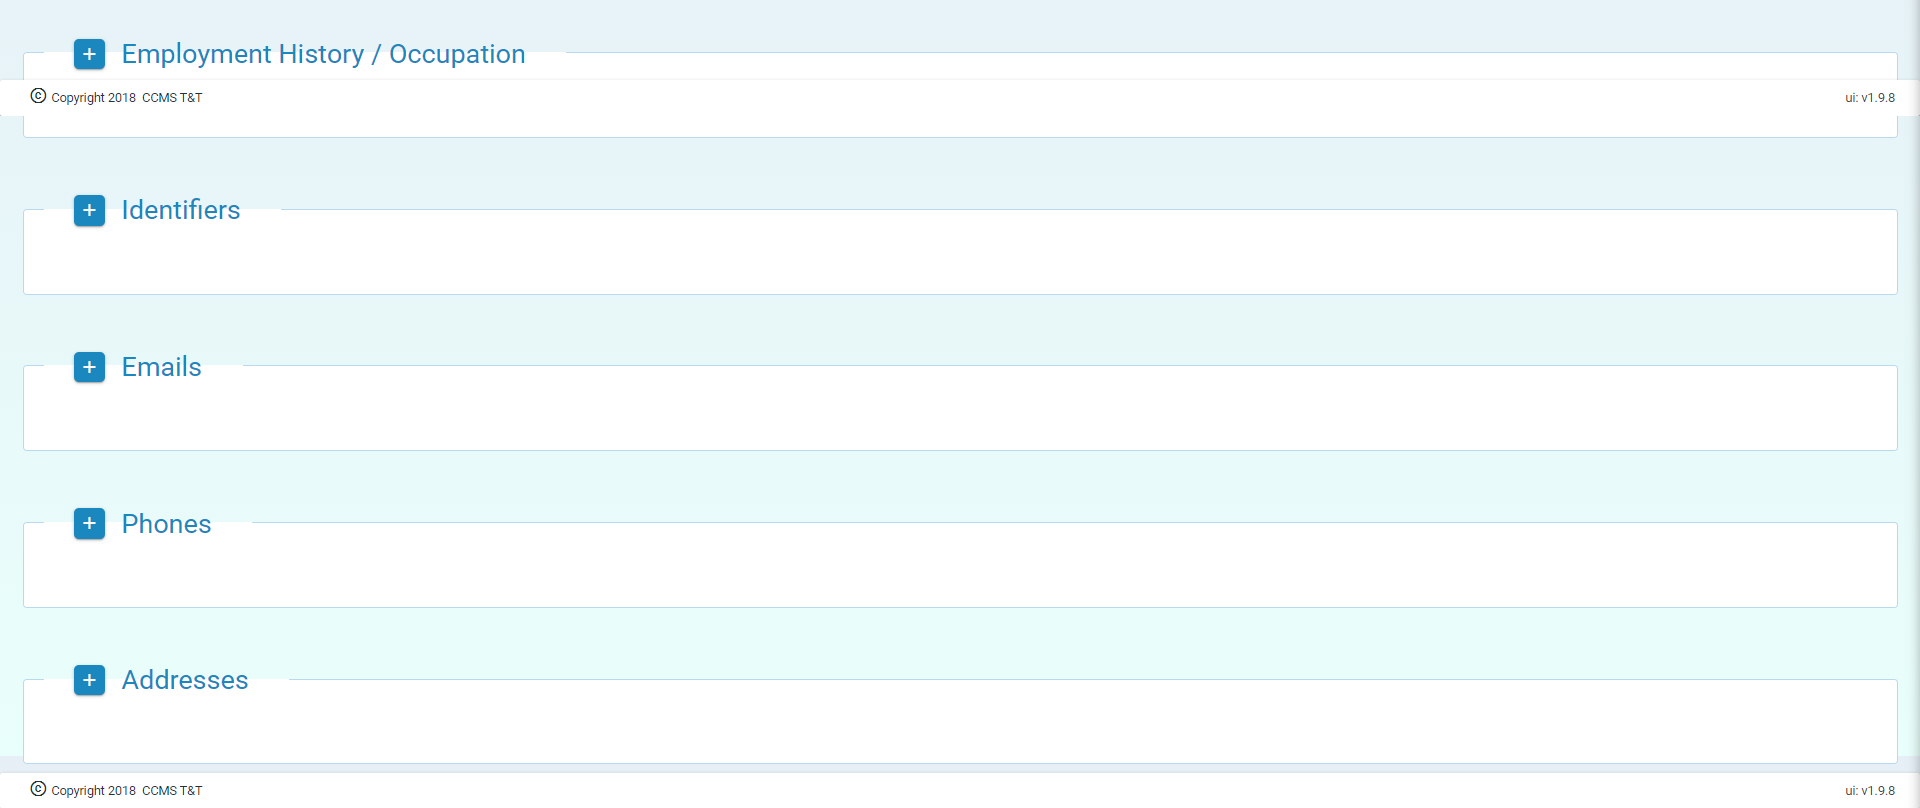 + Employment History / Occupation
© Copyright 2018 CCMS T&T ui: v1.9.8
+ Identifiers
+ Emails
+ Phones
+ Addresses
© Copyright 2018 CCMS T&T ui: v1.9.8